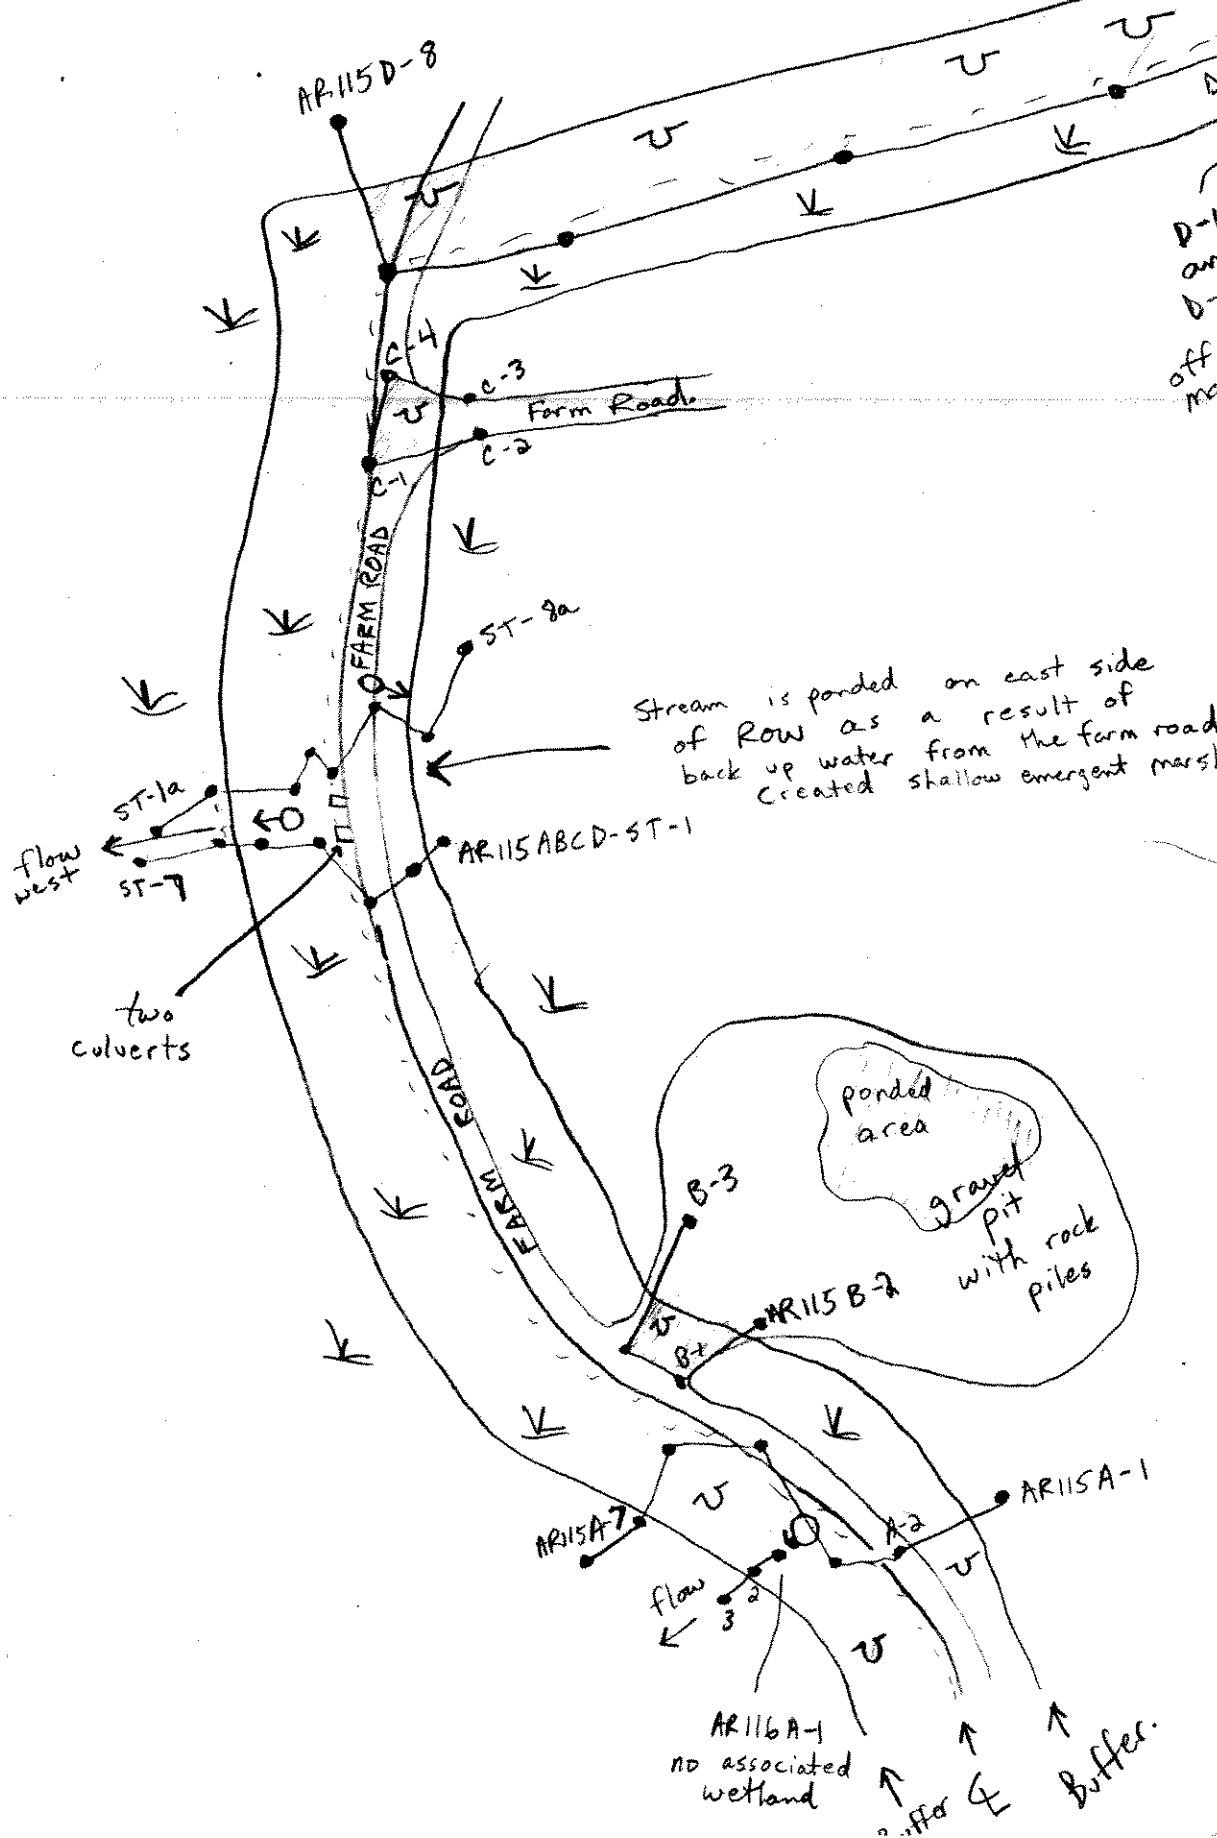 AR115D-8
D-
an
D-
off
C-4
C-3
Farm Road.
C-2
C-1
FARM ROAD
ST-8a
Stream is ponded on east side
of ROW as a result of
back up water from the farm road
Created shallow emergent marsh
ST-1a
flow
west
ST-7
AR115ABCD-ST-1
two
culverts
ponded
area
gravel
pit
with rock
piles
FARM ROAD
B-3
AR115B-2
AR115A-1
A-2
AR115A-7
flow
2
3
AR116A-1
no associated
wetland
Buffer
℄
Buffer.